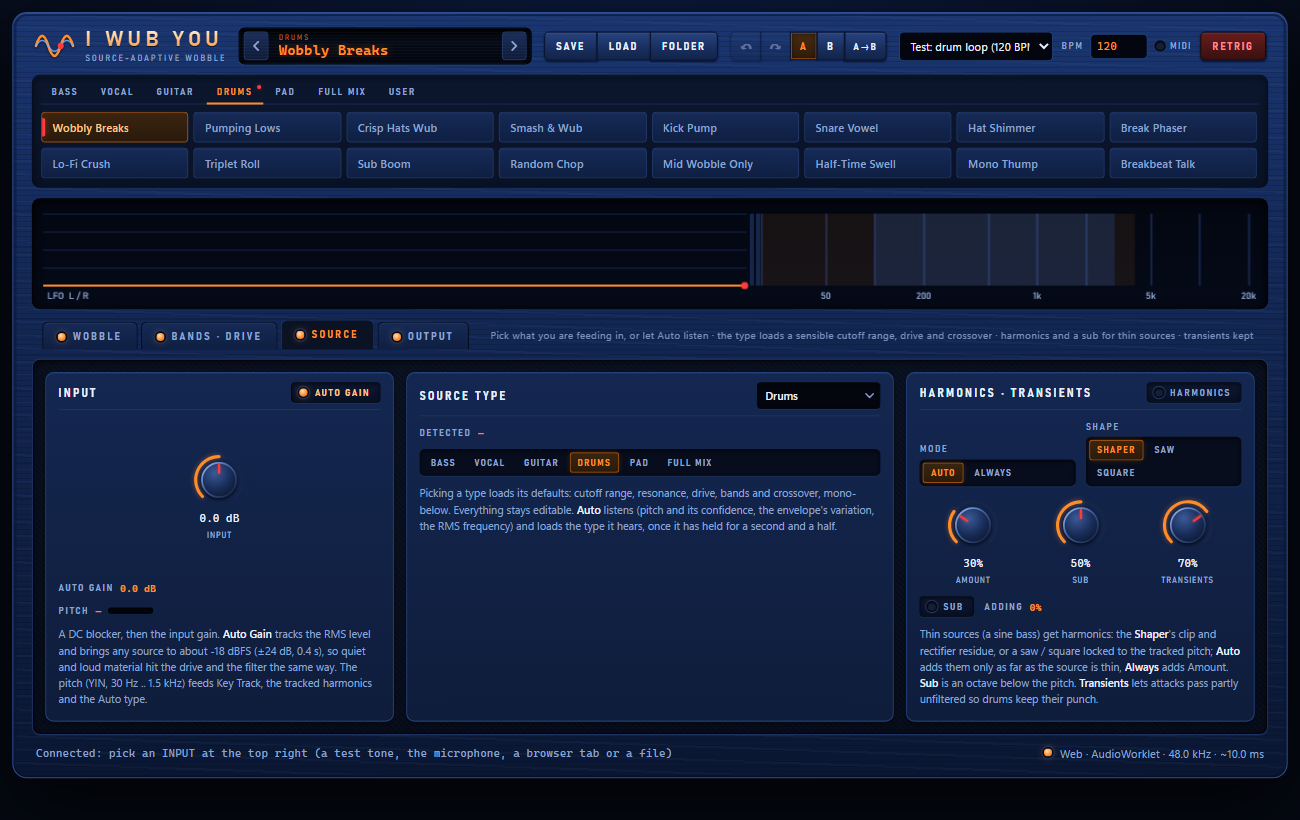 I WUB YOU
SOURCE-ADAPTIVE WOBBLE
DRUMS
Wobbly Breaks
SAVE LOAD FOLDER
A B A→B
Test: drum loop (120 BPM
BPM 120
MIDI
RETRIG
BASS VOCAL GUITAR DRUMS PAD FULL MIX USER
Wobbly Breaks Pumping Lows Crisp Hats Wub Smash & Wub Kick Pump Snare Vowel Hat Shimmer Break Phaser
Lo-Fi Crush Triplet Roll Sub Boom Random Chop Mid Wobble Only Half-Time Swell Mono Thump Breakbeat Talk
LFO L / R 50 200 1k 5k 20k
WOBBLE BANDS · DRIVE SOURCE OUTPUT
Pick what you are feeding in, or let Auto listen · the type loads a sensible cutoff range, drive and crossover · harmonics and a sub for thin sources · transients kept
INPUT
AUTO GAIN
0.0 dB
INPUT
AUTO GAIN 0.0 dB
PITCH –
A DC blocker, then the input gain. Auto Gain tracks the RMS level
and brings any source to about -18 dBFS (±24 dB, 0.4 s), so quiet
and loud material hit the drive and the filter the same way. The
pitch (YIN, 30 Hz .. 1.5 kHz) feeds Key Track, the tracked harmonics
and the Auto type.
SOURCE TYPE
Drums
DETECTED –
BASS VOCAL GUITAR DRUMS PAD FULL MIX
Picking a type loads its defaults: cutoff range, resonance, drive, bands and crossover, mono-
below. Everything stays editable. Auto listens (pitch and its confidence, the envelope's variation,
the RMS frequency) and loads the type it hears, once it has held for a second and a half.
HARMONICS · TRANSIENTS
HARMONICS
MODE
AUTO ALWAYS
SHAPE
SHAPER SAW
SQUARE
30% 50% 70%
AMOUNT SUB TRANSIENTS
SUB ADDING 0%
Thin sources (a sine bass) get harmonics: the Shaper's clip and
rectifier residue, or a saw / square locked to the tracked pitch; Auto
adds them only as far as the source is thin, Always adds Amount.
Sub is an octave below the pitch. Transients lets attacks pass partly
unfiltered so drums keep their punch.
Connected: pick an INPUT at the top right (a test tone, the microphone, a browser tab or a file)
Web · AudioWorklet · 48.0 kHz · ~10.0 ms